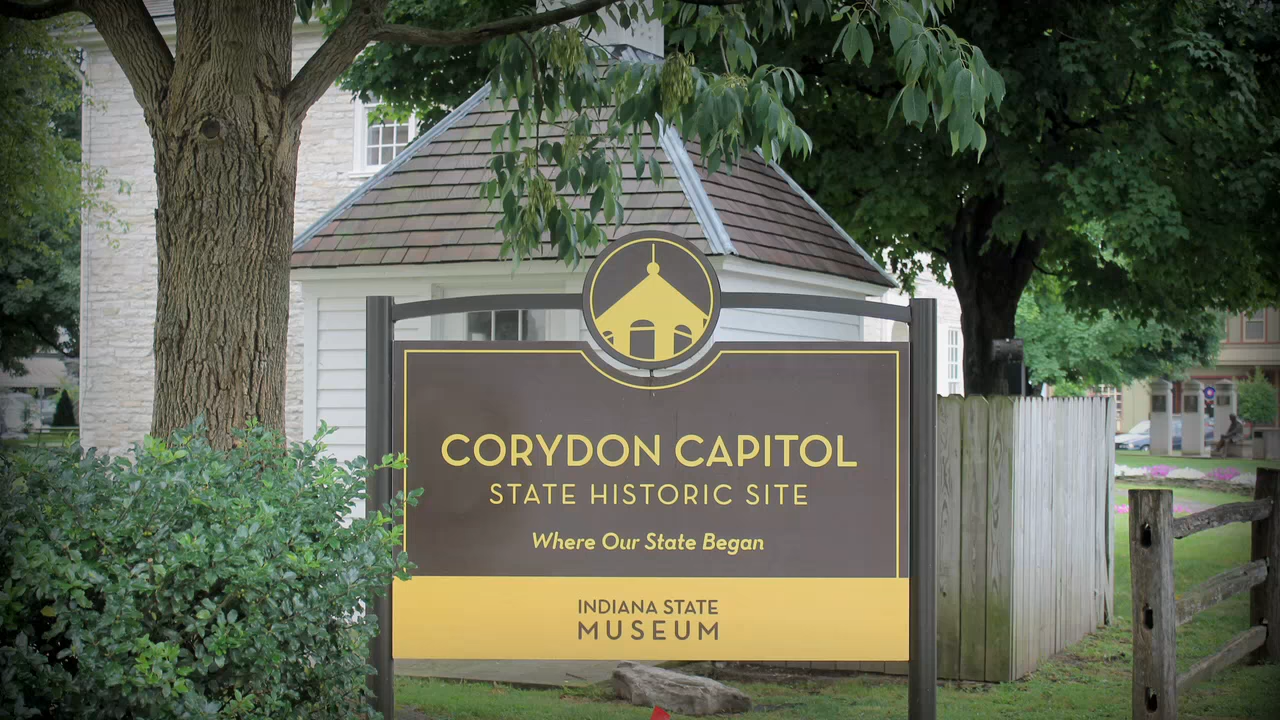 CORYDON CAPITOL
STATE HISTORIC SITE
Where Our State Began
INDIANA STATE
MUSEUM